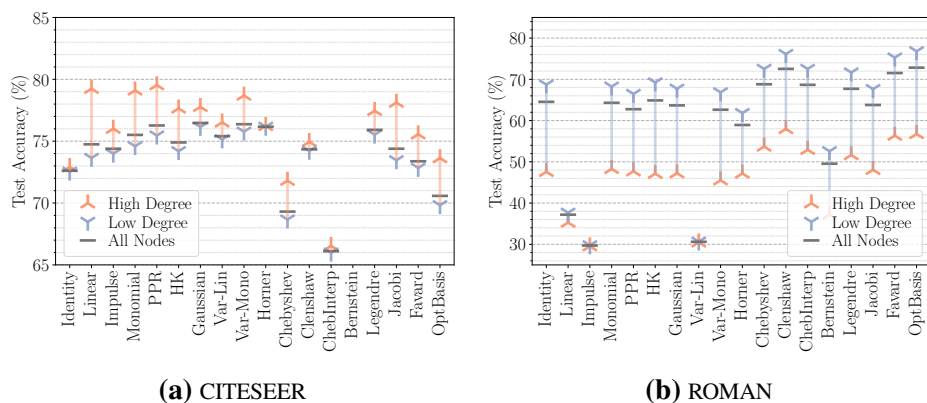 85
80
75
70
65
Test Accuracy (%)
High Degree
Low Degree
All Nodes
Identity
Linear
Impulse
Monomial
PPR
HK
Gaussian
Var-Lin
Var-Mono
Horner
Chebyshev
Clenshaw
ChebInterp
Bernstein
Legendre
Jacobi
Favard
OptBasis
(a) CITESEER
80
70
60
50
40
30
Test Accuracy (%)
High Degree
Low Degree
All Nodes
Identity
Linear
Impulse
Monomial
PPR
HK
Gaussian
Var-Lin
Var-Mono
Horner
Chebyshev
Clenshaw
ChebInterp
Bernstein
Legendre
Jacobi
Favard
OptBasis
(b) ROMAN